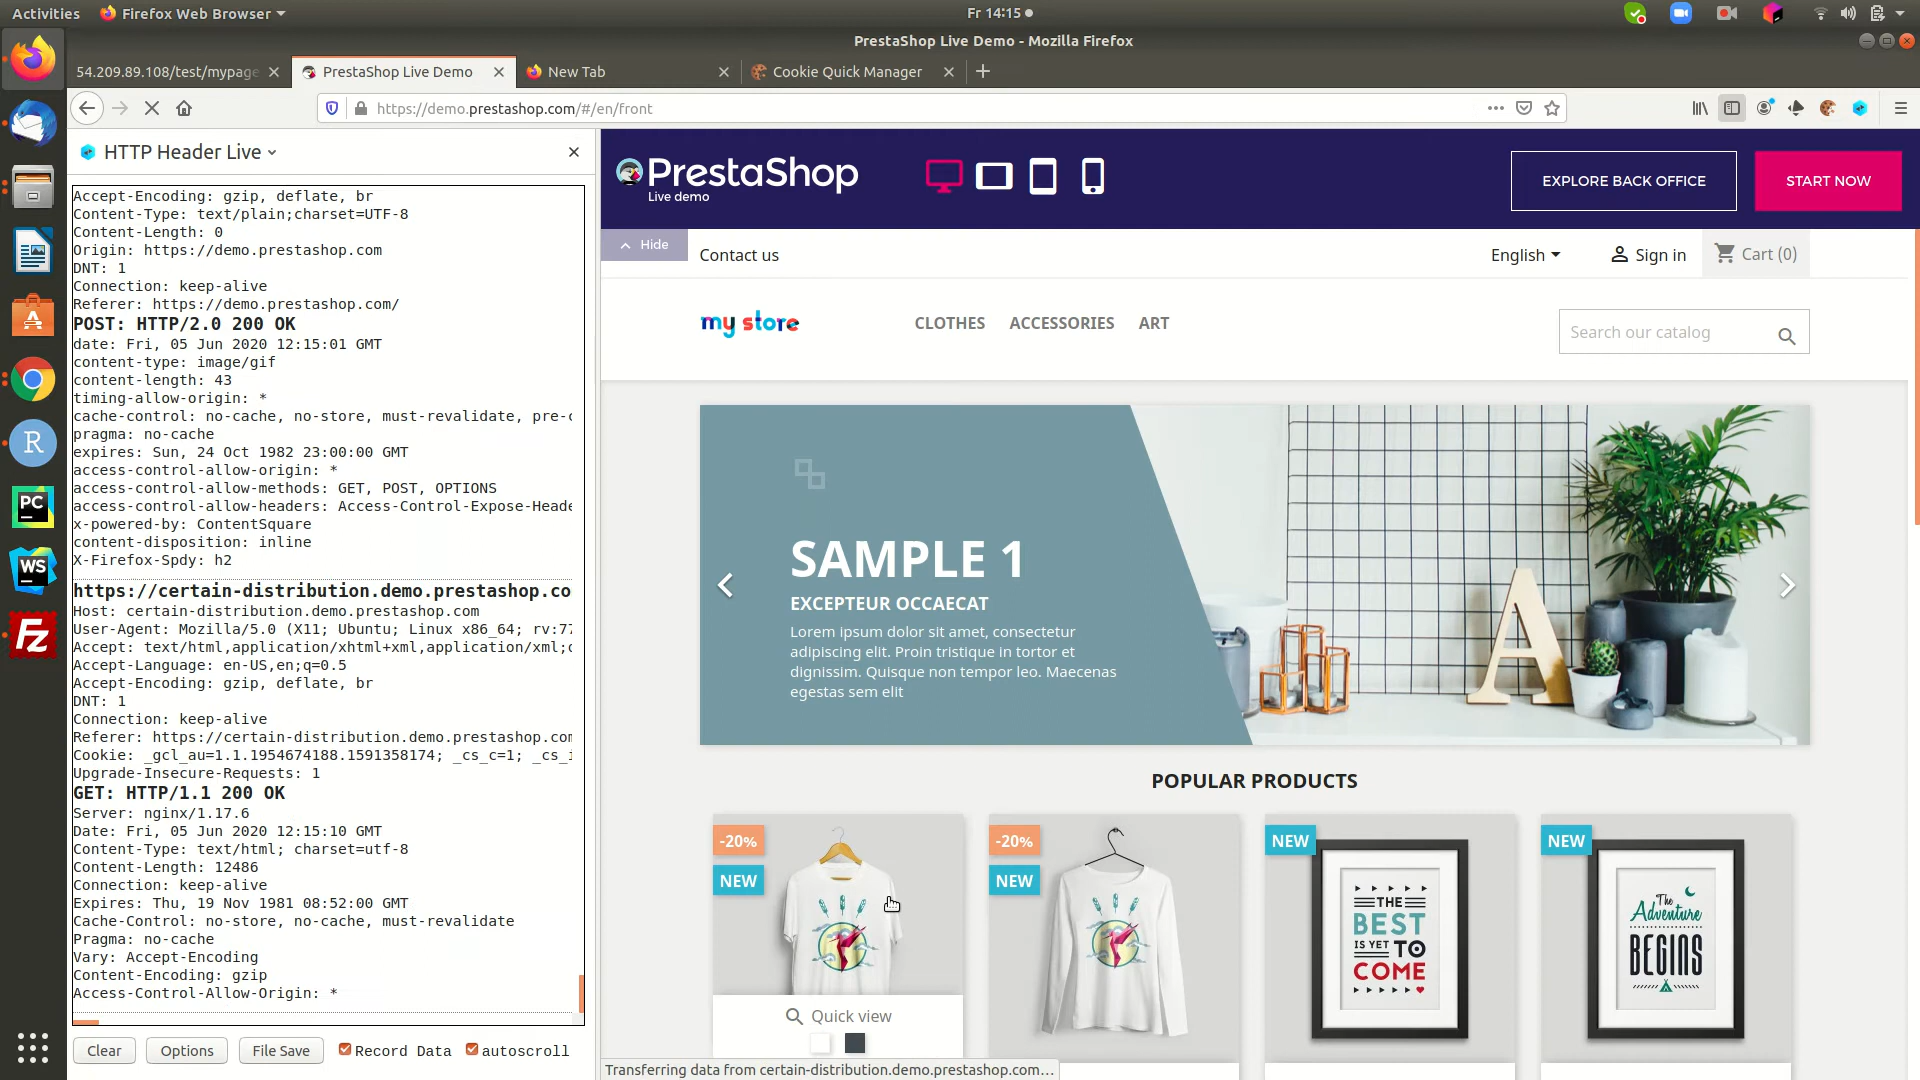 Activities
Firefox Web Browser
Fr 14:15
PrestaShop Live Demo - Mozilla Firefox
54.209.89.108/test/mypage
PrestaShop Live Demo
New Tab
Cookie Quick Manager
https://demo.prestashop.com/#/en/front
HTTP Header Live
Accept-Encoding: gzip, deflate, br
Content-Type: text/plain;charset=UTF-8
Content-Length: 0
Origin: https://demo.prestashop.com
DNT: 1
Connection: keep-alive
Referer: https://demo.prestashop.com/
POST: HTTP/2.0 200 OK
date: Fri, 05 Jun 2020 12:15:01 GMT
content-type: image/gif
content-length: 43
timing-allow-origin: *
cache-control: no-cache, no-store, must-revalidate, pre-c
pragma: no-cache
expires: Sun, 24 Oct 1982 23:00:00 GMT
access-control-allow-origin: *
access-control-allow-methods: GET, POST, OPTIONS
access-control-allow-headers: Access-Control-Expose-Heade
x-powered-by: ContentSquare
content-disposition: inline
X-Firefox-Spdy: h2
https://certain-distribution.demo.prestashop.co
Host: certain-distribution.demo.prestashop.com
User-Agent: Mozilla/5.0 (X11; Ubuntu; Linux x86_64; rv:77
Accept: text/html,application/xhtml+xml,application/xml;q
Accept-Language: en-US,en;q=0.5
Accept-Encoding: gzip, deflate, br
DNT: 1
Connection: keep-alive
Referer: https://certain-distribution.demo.prestashop.com
Cookie: _gcl_au=1.1.1954674188.1591358174; _cs_c=1; _cs_i
Upgrade-Insecure-Requests: 1
GET: HTTP/1.1 200 OK
Server: nginx/1.17.6
Date: Fri, 05 Jun 2020 12:15:10 GMT
Content-Type: text/html; charset=utf-8
Content-Length: 12486
Connection: keep-alive
Expires: Thu, 19 Nov 1981 08:52:00 GMT
Cache-Control: no-store, no-cache, must-revalidate
Pragma: no-cache
Vary: Accept-Encoding
Content-Encoding: gzip
Access-Control-Allow-Origin: *
Clear
Options
File Save
Record Data
autoscroll
PrestaShop
Live demo
EXPLORE BACK OFFICE
START NOW
Hide
Contact us
English
Sign in
Cart (0)
my store
CLOTHES
ACCESSORIES
ART
Search our catalog
SAMPLE 1
EXCEPTEUR OCCAECAT
Lorem ipsum dolor sit amet, consectetur
adipiscing elit. Proin tristique in tortor et
dignissim. Quisque non tempor leo. Maecenas
egestas sem elit
A
POPULAR PRODUCTS
-20%
NEW
Quick view
-20%
NEW
NEW
THE
BEST
IS YET TO
COME
NEW
The
Adventure
BEGINS
Transferring data from certain-distribution.demo.prestashop.com…
R
PC
WS
Fz